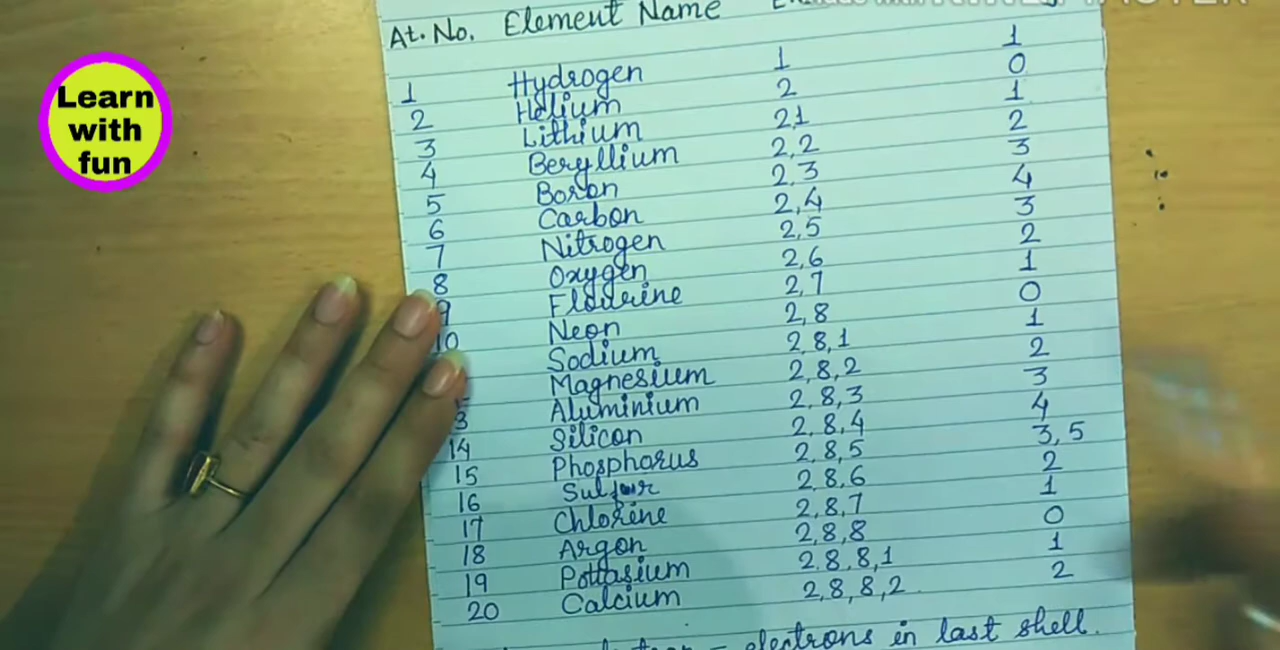 At. No. Element Name
Learn
with
fun
1 Hydrogen 1 1
2 Helium 2 0
3 Lithium 2,1 1
4 Beryllium 2,2 2
5 Boron 2,3 3
6 Carbon 2,4 4
7 Nitrogen 2,5 3
8 Oxygen 2,6 2
9 Flourine 2,7 1
10 Neon 2,8 0
Sodium 2,8,1 1
Magnesium 2,8,2 2
3 Aluminium 2,8,3 3
14 Silicon 2,8,4 4
15 Phosphorus 2,8,5 3,5
16 Sulfur 2,8,6 2
17 Chlorine 2,8,7 1
18 Argon 2,8,8 0
19 Pottasium 2,8,8,1 1
20 Calcium 2,8,8,2 2
– electrons in last shell.